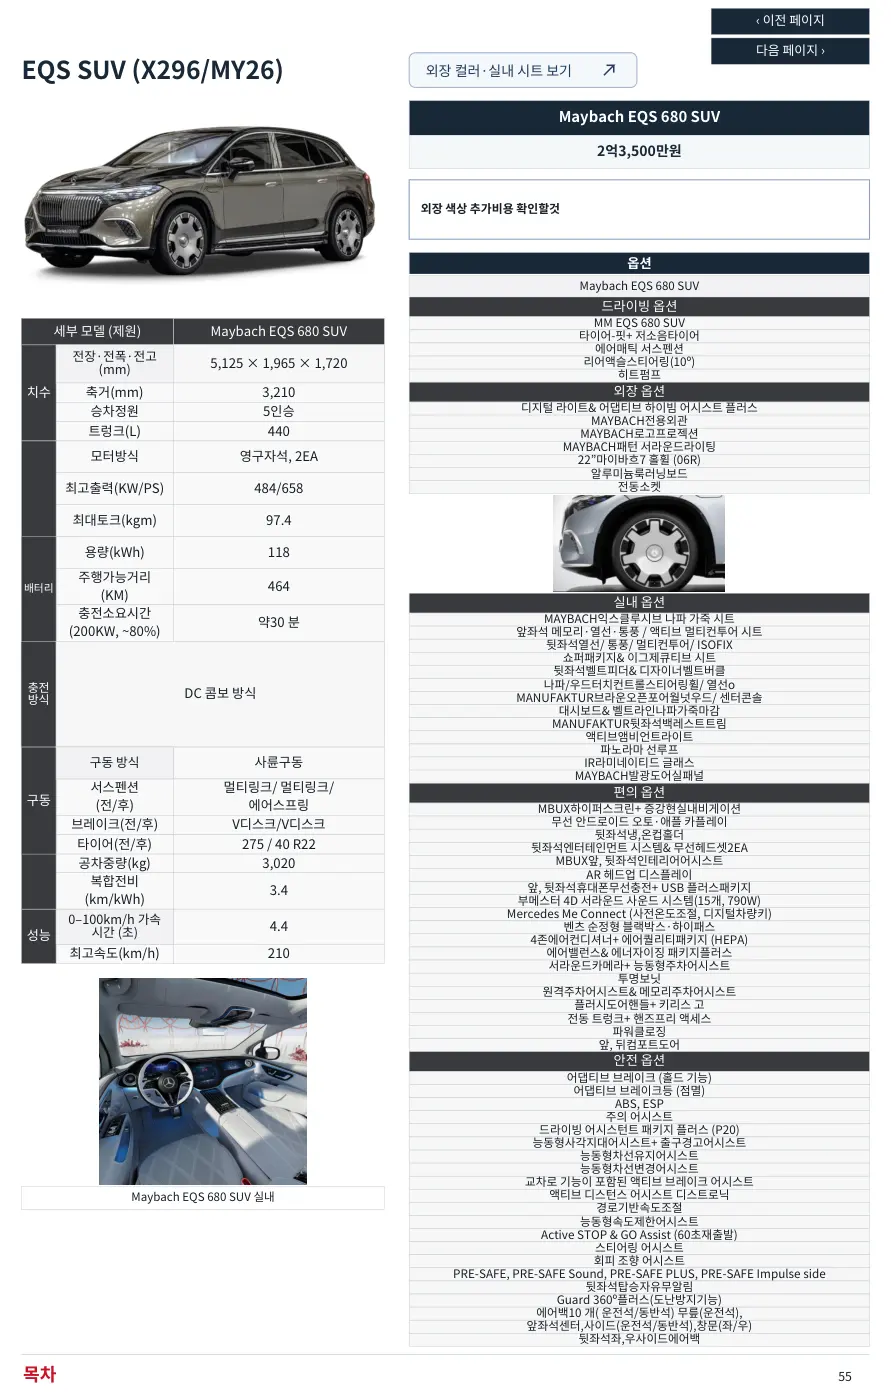 ‹ 이전 페이지
다음 페이지 ›
EQS SUV (X296/MY26)
외장 컬러·실내 시트 보기
Maybach EQS 680 SUV
2억3,500만원
외장 색상 추가비용 확인할것
세부 모델 (제원) Maybach EQS 680 SUV
치수
전장·전폭·전고
(mm)
5,125 × 1,965 × 1,720
축거(mm) 3,210
승차정원 5인승
트렁크(L) 440
모터방식 영구자석, 2EA
최고출력(KW/PS) 484/658
최대토크(kgm) 97.4
배터리
용량(kWh) 118
주행가능거리
(KM)
464
충전소요시간
(200KW, ~80%)
약30 분
충전
방식
DC 콤보 방식
구동
구동 방식 사륜구동
서스펜션
(전/후)
멀티링크/ 멀티링크/
에어스프링
브레이크(전/후) V디스크/V디스크
타이어(전/후) 275 / 40 R22
공차중량(kg) 3,020
복합전비
(km/kWh)
3.4
성능
0–100km/h 가속
시간 (초)
4.4
최고속도(km/h) 210
Maybach EQS 680 SUV 실내
옵션
Maybach EQS 680 SUV
드라이빙 옵션
MM EQS 680 SUV
타이어-핏+ 저소음타이어
에어매틱 서스펜션
리어액슬스티어링(10º)
히트펌프
외장 옵션
디지털 라이트& 어댑티브 하이빔 어시스트 플러스
MAYBACH전용외관
MAYBACH로고프로젝션
MAYBACH패턴 서라운드라이팅
22”마이바흐7 홀휠 (06R)
알루미늄룩러닝보드
전동소켓
실내 옵션
MAYBACH익스클루시브 나파 가죽 시트
앞좌석 메모리·열선·통풍 / 액티브 멀티컨투어 시트
뒷좌석열선/ 통풍/ 멀티컨투어/ ISOFIX
쇼퍼패키지& 이그제큐티브 시트
뒷좌석벨트피더& 디자이너벨트버클
나파/우드터치컨트롤스티어링휠/ 열선o
MANUFAKTUR브라운오픈포어월넛우드/ 센터콘솔
대시보드& 벨트라인나파가죽마감
MANUFAKTUR뒷좌석백레스트트림
액티브앰비언트라이트
파노라마 선루프
IR라미네이티드 글래스
MAYBACH발광도어실패널
편의 옵션
MBUX하이퍼스크린+ 증강현실내비게이션
무선 안드로이드 오토·애플 카플레이
뒷좌석냉,온컵홀더
뒷좌석엔터테인먼트 시스템& 무선헤드셋2EA
MBUX앞, 뒷좌석인테리어어시스트
AR 헤드업 디스플레이
앞, 뒷좌석휴대폰무선충전+ USB 플러스패키지
부메스터 4D 서라운드 사운드 시스템(15개, 790W)
Mercedes Me Connect (사전온도조절, 디지털차량키)
벤츠 순정형 블랙박스·하이패스
4존에어컨디셔너+ 에어퀄리티패키지 (HEPA)
에어밸런스& 에너자이징 패키지플러스
서라운드카메라+ 능동형주차어시스트
투명보닛
원격주차어시스트& 메모리주차어시스트
플러시도어핸들+ 키리스 고
전동 트렁크+ 핸즈프리 액세스
파워클로징
앞, 뒤컴포트도어
안전 옵션
어댑티브 브레이크 (홀드 기능)
어댑티브 브레이크등 (점멸)
ABS, ESP
주의 어시스트
드라이빙 어시스턴트 패키지 플러스 (P20)
능동형사각지대어시스트+ 출구경고어시스트
능동형차선유지어시스트
능동형차선변경어시스트
교차로 기능이 포함된 액티브 브레이크 어시스트
액티브 디스턴스 어시스트 디스트로닉
경로기반속도조절
능동형속도제한어시스트
Active STOP & GO Assist (60초재출발)
스티어링 어시스트
회피 조향 어시스트
PRE-SAFE, PRE-SAFE Sound, PRE-SAFE PLUS, PRE-SAFE Impulse side
뒷좌석탑승자유무알림
Guard 360º플러스(도난방지기능)
에어백10 개( 운전석/동반석) 무릎(운전석),
앞좌석센터,사이드(운전석/동반석),창문(좌/우)
뒷좌석좌,우사이드에어백
목차
55